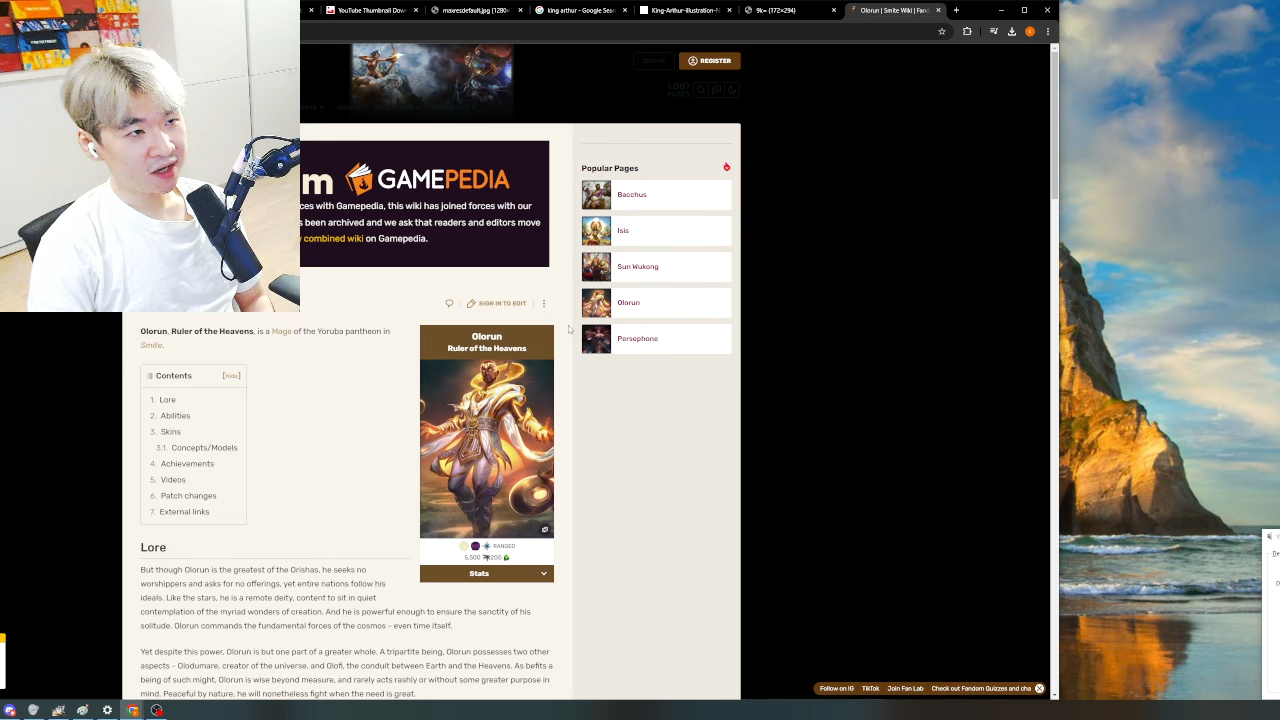 YouTube Thumbnail Dow
maxresdefault.jpg (1280×
king arthur - Google Sear
King-Arthur-illustration-N
9k= (172×294)
Olorun | Smite Wiki | Fan
REGISTER
1,087
PAGES
m GAMEPEDIA
ces with Gamepedia, this wiki has joined forces with our
s been archived and we ask that readers and editors move
combined wiki on Gamepedia.
SIGN IN TO EDIT
Popular Pages
Bacchus
Isis
Sun Wukong
Olorun
Persephone
Olorun, Ruler of the Heavens, is a Mage of the Yoruba pantheon in
Smite.
Contents [hide]
1. Lore
2. Abilities
3. Skins
3.1. Concepts/Models
4. Achievements
5. Videos
6. Patch changes
7. External links
Olorun
Ruler of the Heavens
RANGED
5,500 200
Stats
Lore
But though Olorun is the greatest of the Orishas, he seeks no
worshippers and asks for no offerings, yet entire nations follow his
ideals. Like the stars, he is a remote deity, content to sit in quiet
contemplation of the myriad wonders of creation. And he is powerful enough to ensure the sanctity of his
solitude. Olorun commands the fundamental forces of the cosmos - even time itself.
Yet despite this power, Olorun is but one part of a greater whole. A tripartite being, Olorun possesses two other
aspects - Olodumare, creator of the universe, and Olofi, the conduit between Earth and the Heavens. As befits a
being of such might, Olorun is wise beyond measure, and rarely acts rashly or without some greater purpose in
mind. Peaceful by nature, he will nonetheless fight when the need is great.
Follow on IG TikTok Join Fan Lab Check out Fandom Quizzes and cha